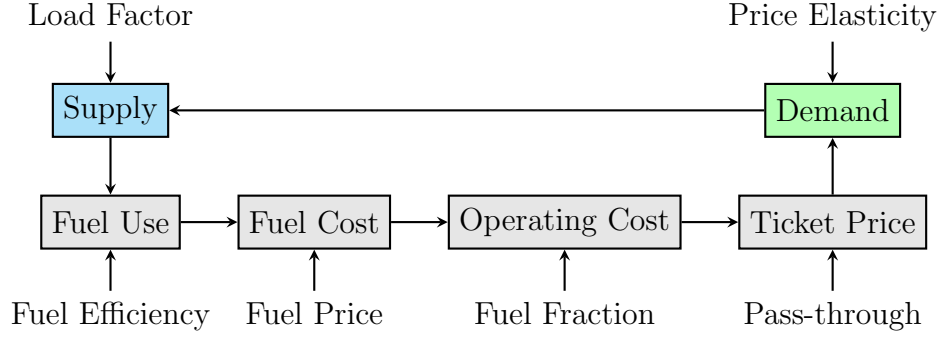 Load Factor
Price Elasticity
Supply
Demand
Fuel Use
Fuel Cost
Operating Cost
Ticket Price
Fuel Efficiency
Fuel Price
Fuel Fraction
Pass-through